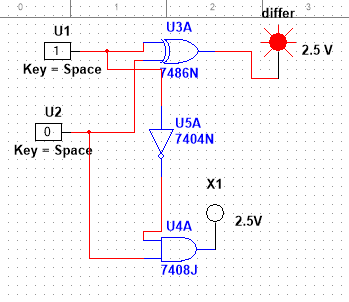 0 1 2 3
differ
U3A
U1
1
2.5 V
Key = Space
7486N
U2
0
U5A
7404N
Key = Space
X1
2.5V
U4A
7408J